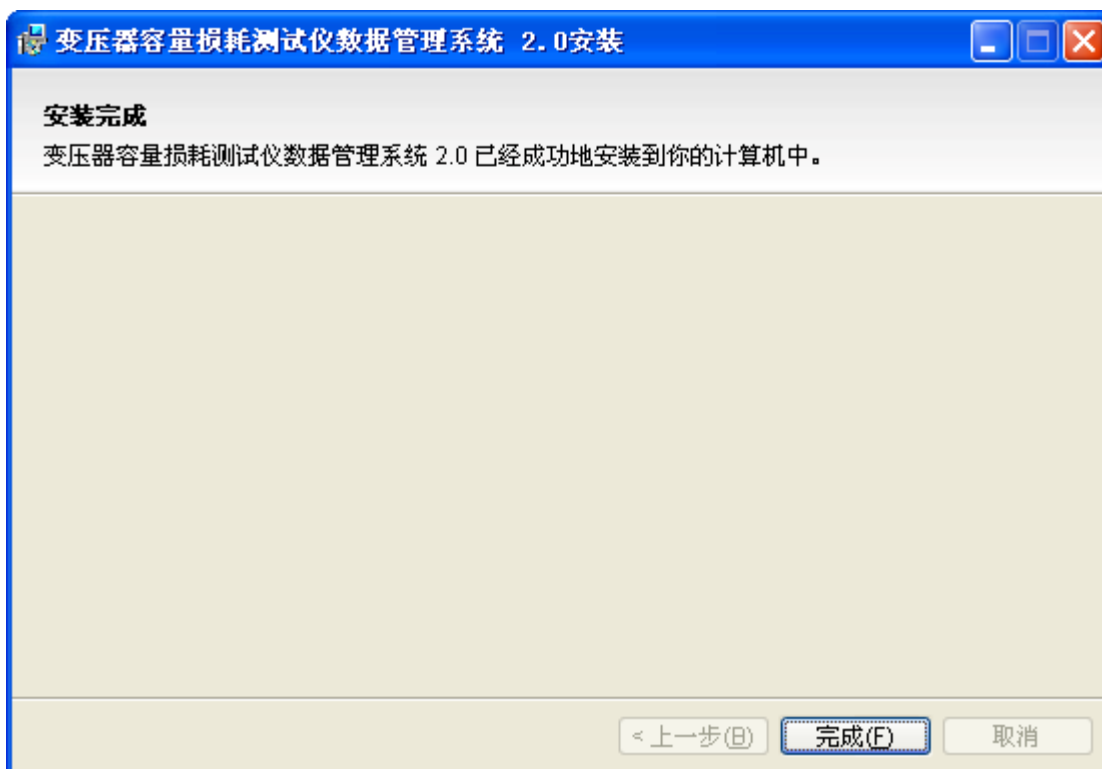 变压器容量损耗测试仪数据管理系统 2.0安装
安装完成
变压器容量损耗测试仪数据管理系统 2.0 已经成功地安装到你的计算机中。
< 上一步(B)
完成(F)
取消